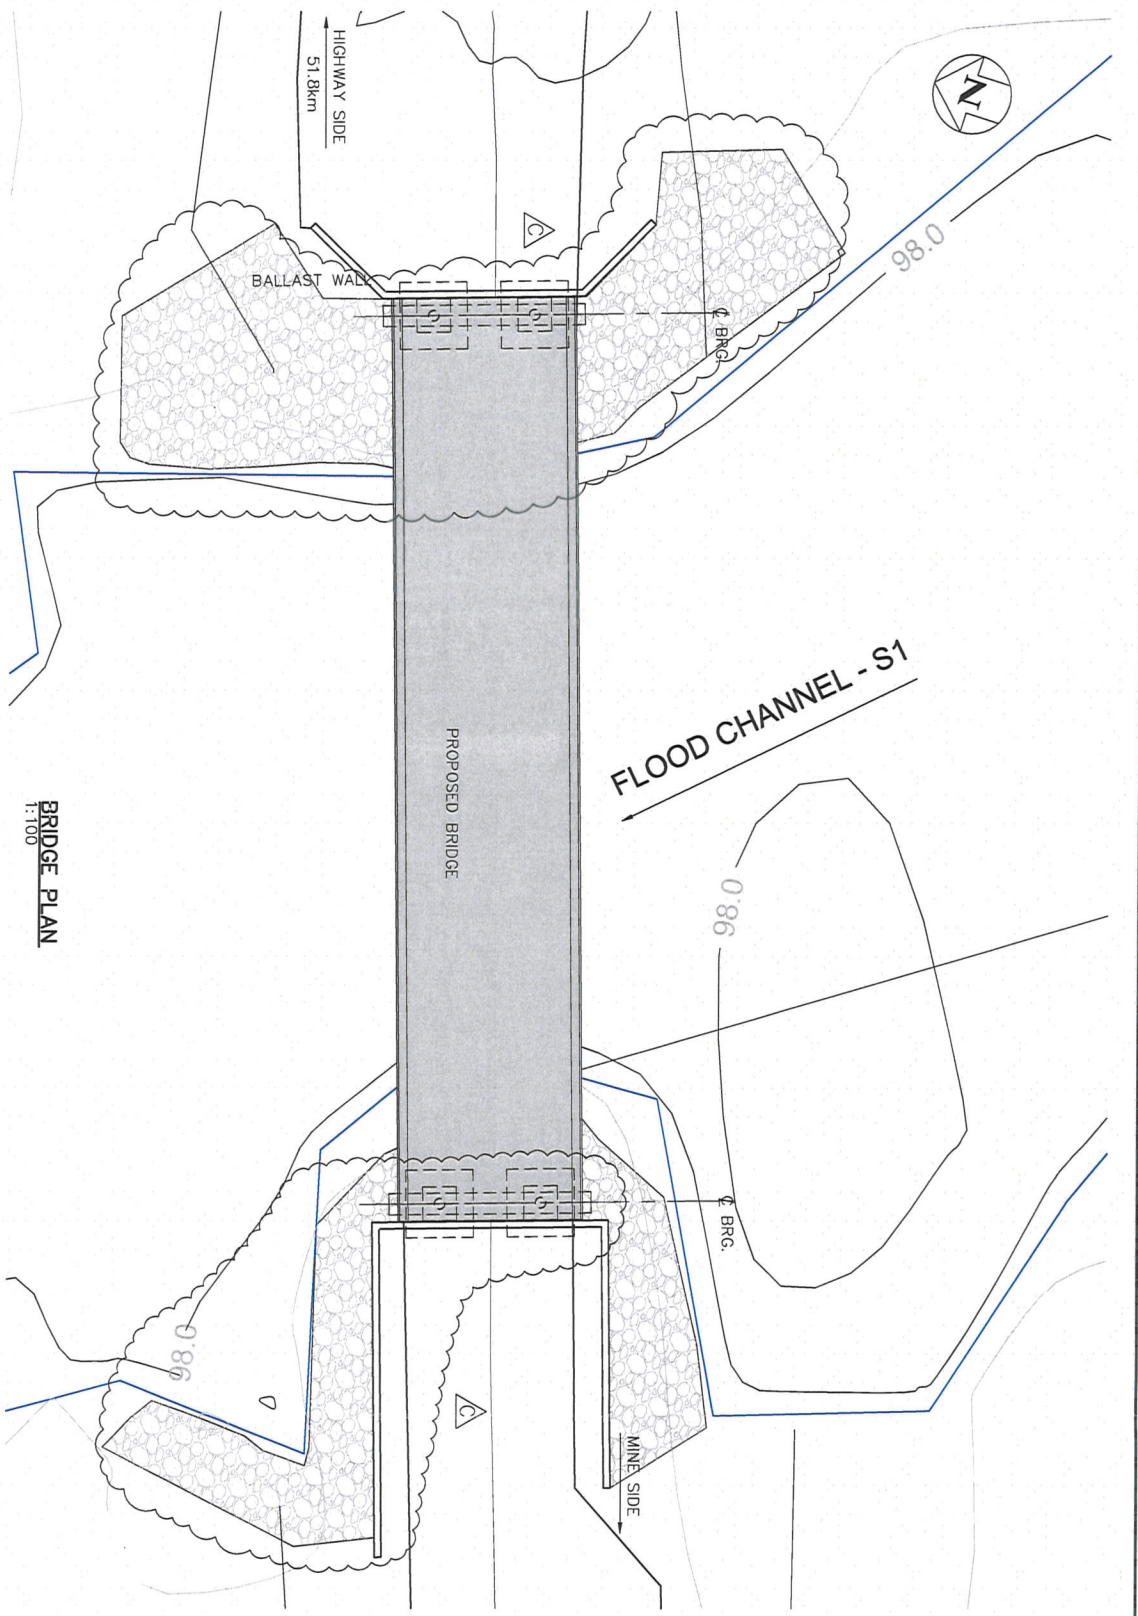 HIGHWAY SIDE
51.8km
N
C
98.0
BALLAST WALL
℄ BRG.
FLOOD CHANNEL - S1
PROPOSED BRIDGE
BRIDGE PLAN
1:100
98.0
℄ BRG.
98.0
C
MINE SIDE